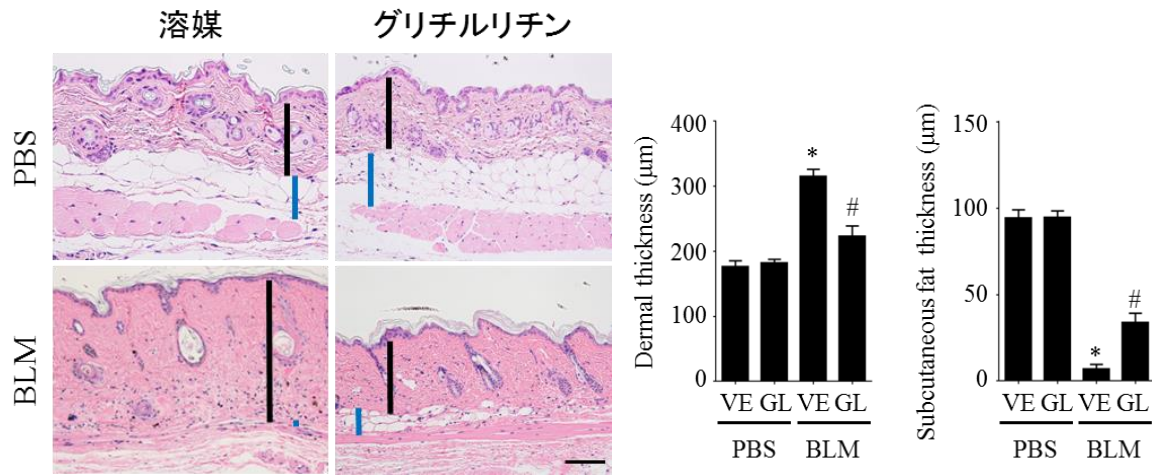 溶媒
グリチルリチン
PBS
BLM
Dermal thickness (μm)
400
300
200
100
0
*
#
VE GL VE GL
PBS BLM
Subcutaneous fat thickness (μm)
150
100
50
0
*
#
VE GL VE GL
PBS BLM